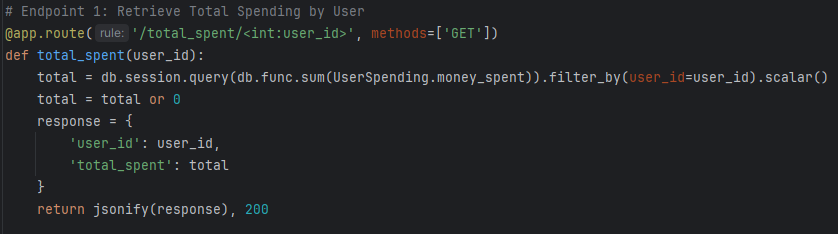 # Endpoint 1: Retrieve Total Spending by User
@app.route( rule: '/total_spent/<int:user_id>', methods=['GET'])
def total_spent(user_id):
    total = db.session.query(db.func.sum(UserSpending.money_spent)).filter_by(user_id=user_id).scalar()
    total = total or 0
    response = {
        'user_id': user_id,
        'total_spent': total
    }
    return jsonify(response), 200